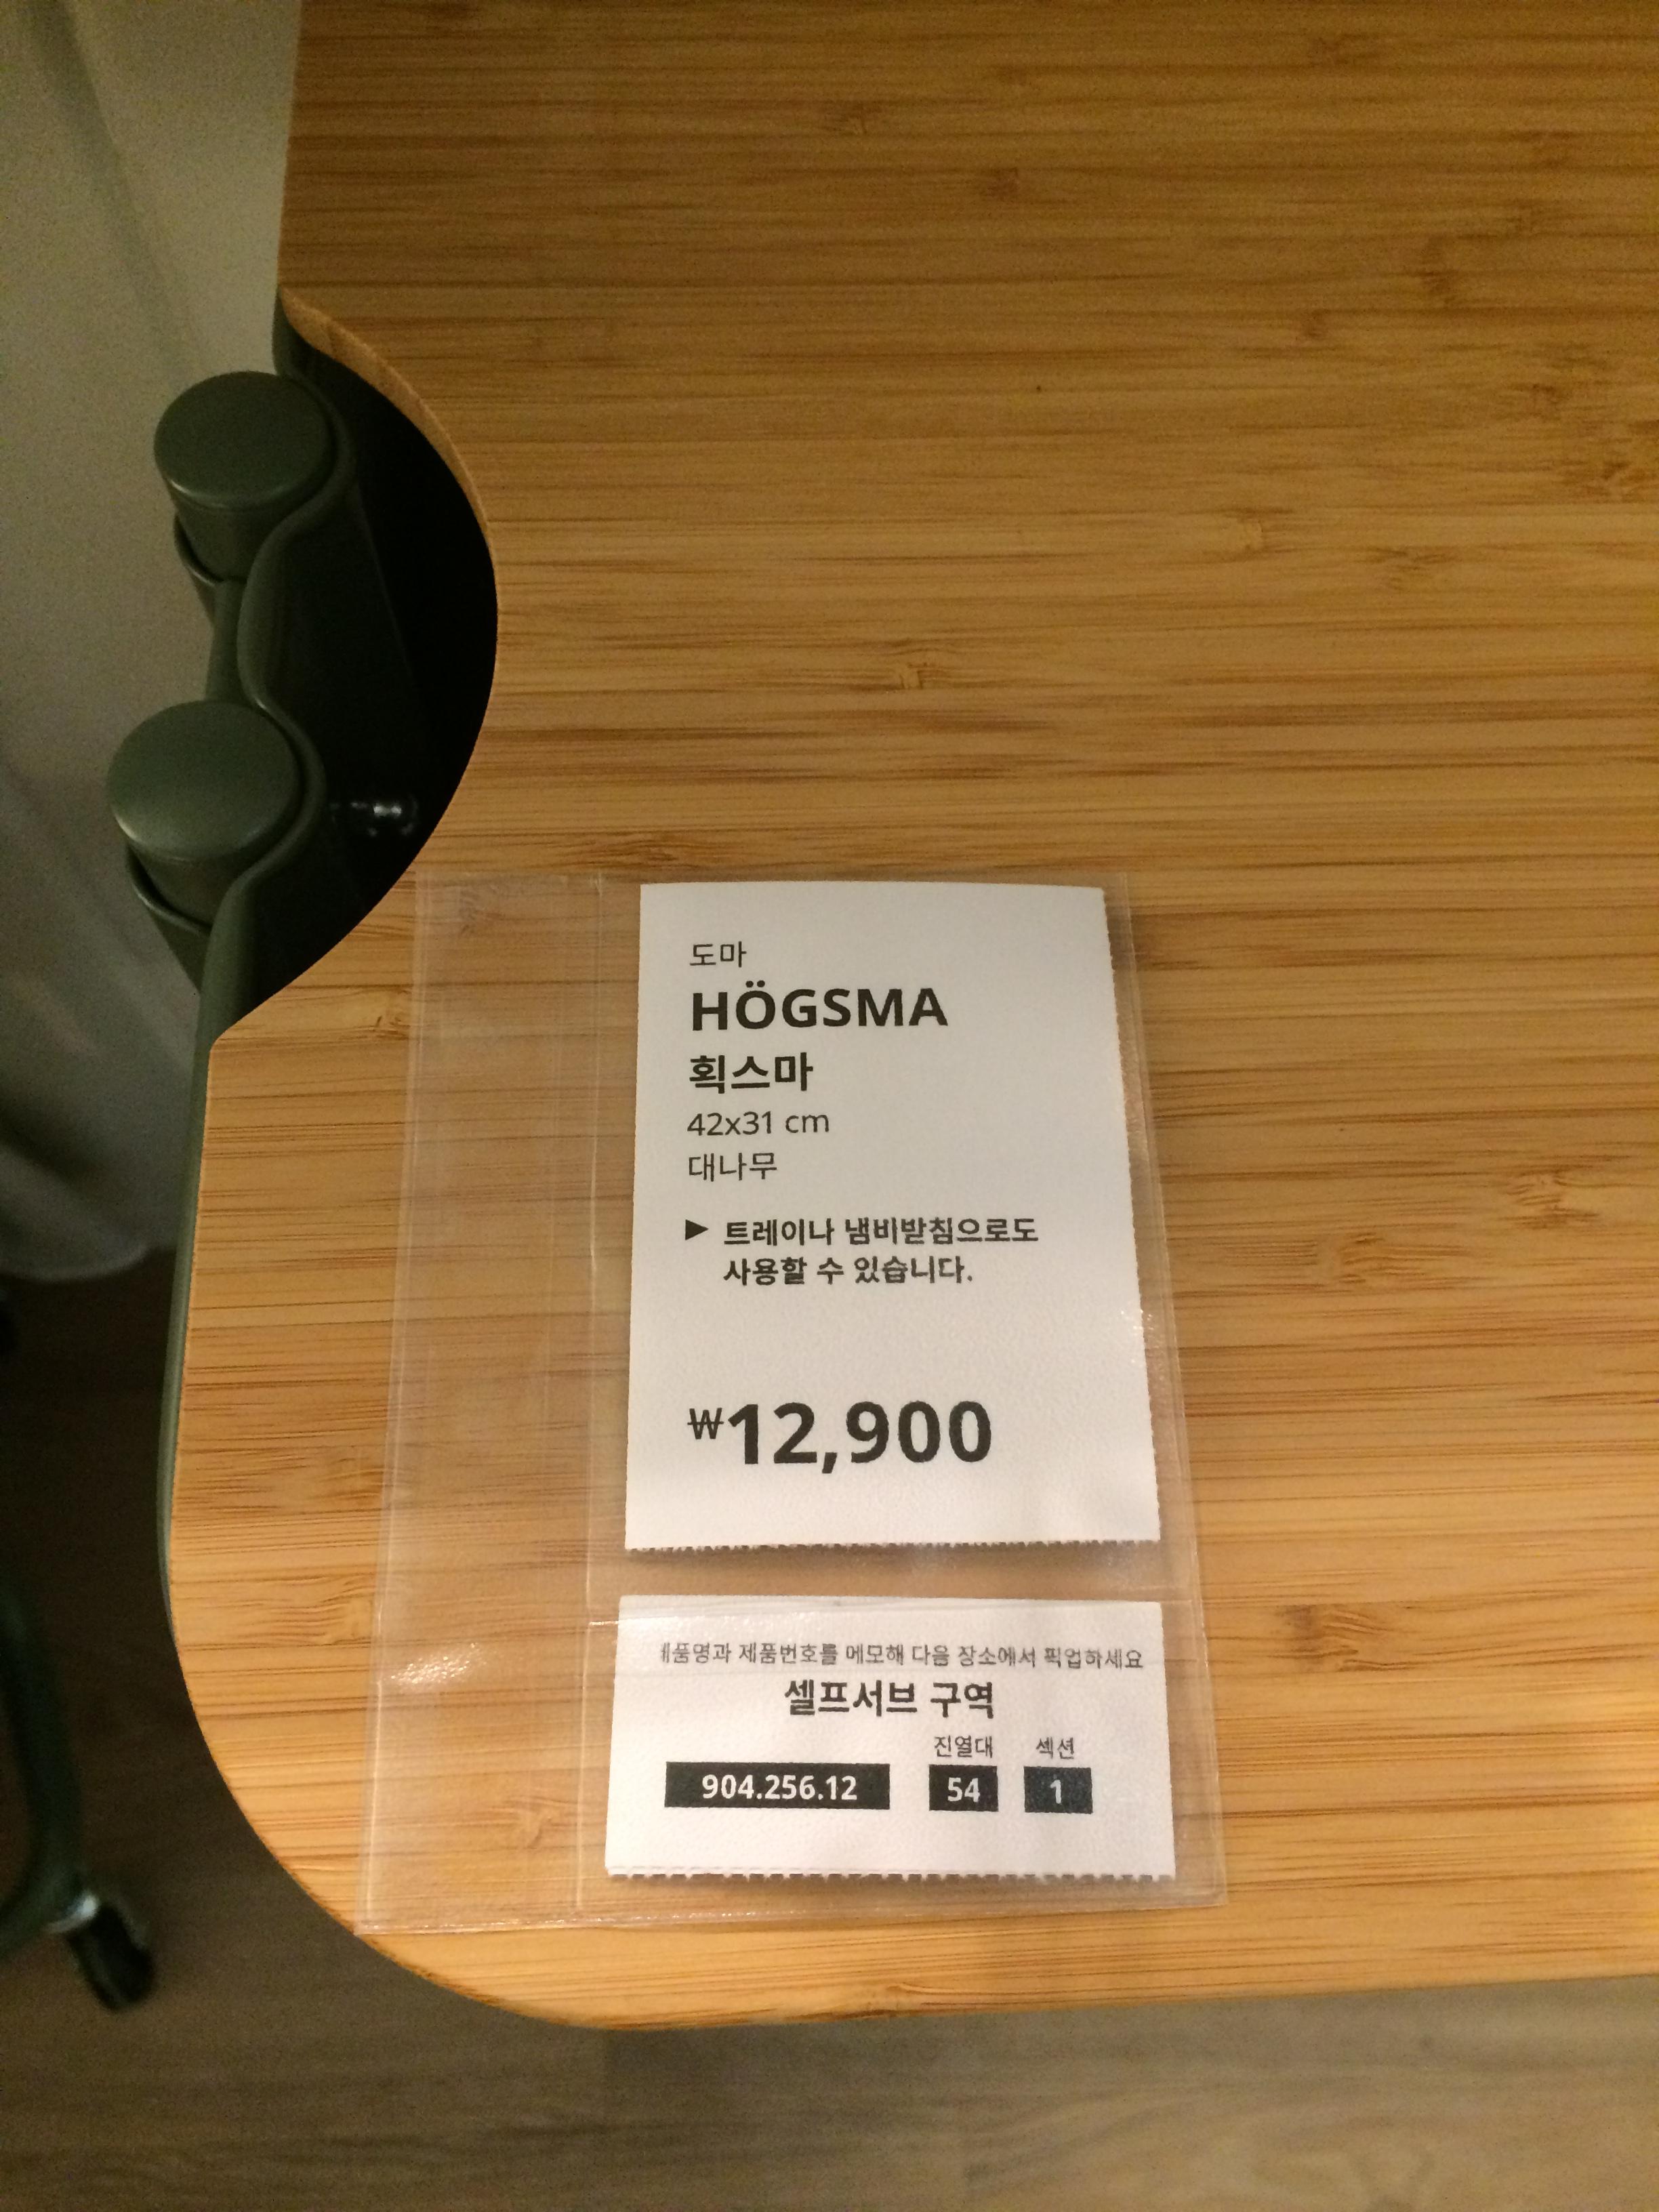 도마
HÖGSMA
획스마
42x31 cm
대나무
▶ 트레이나 냄비받침으로도
사용할 수 있습니다.
₩12,900
제품명과 제품번호를 메모해 다음 장소에서 픽업하세요
셀프서브 구역
진열대 섹션
904.256.12 54 1